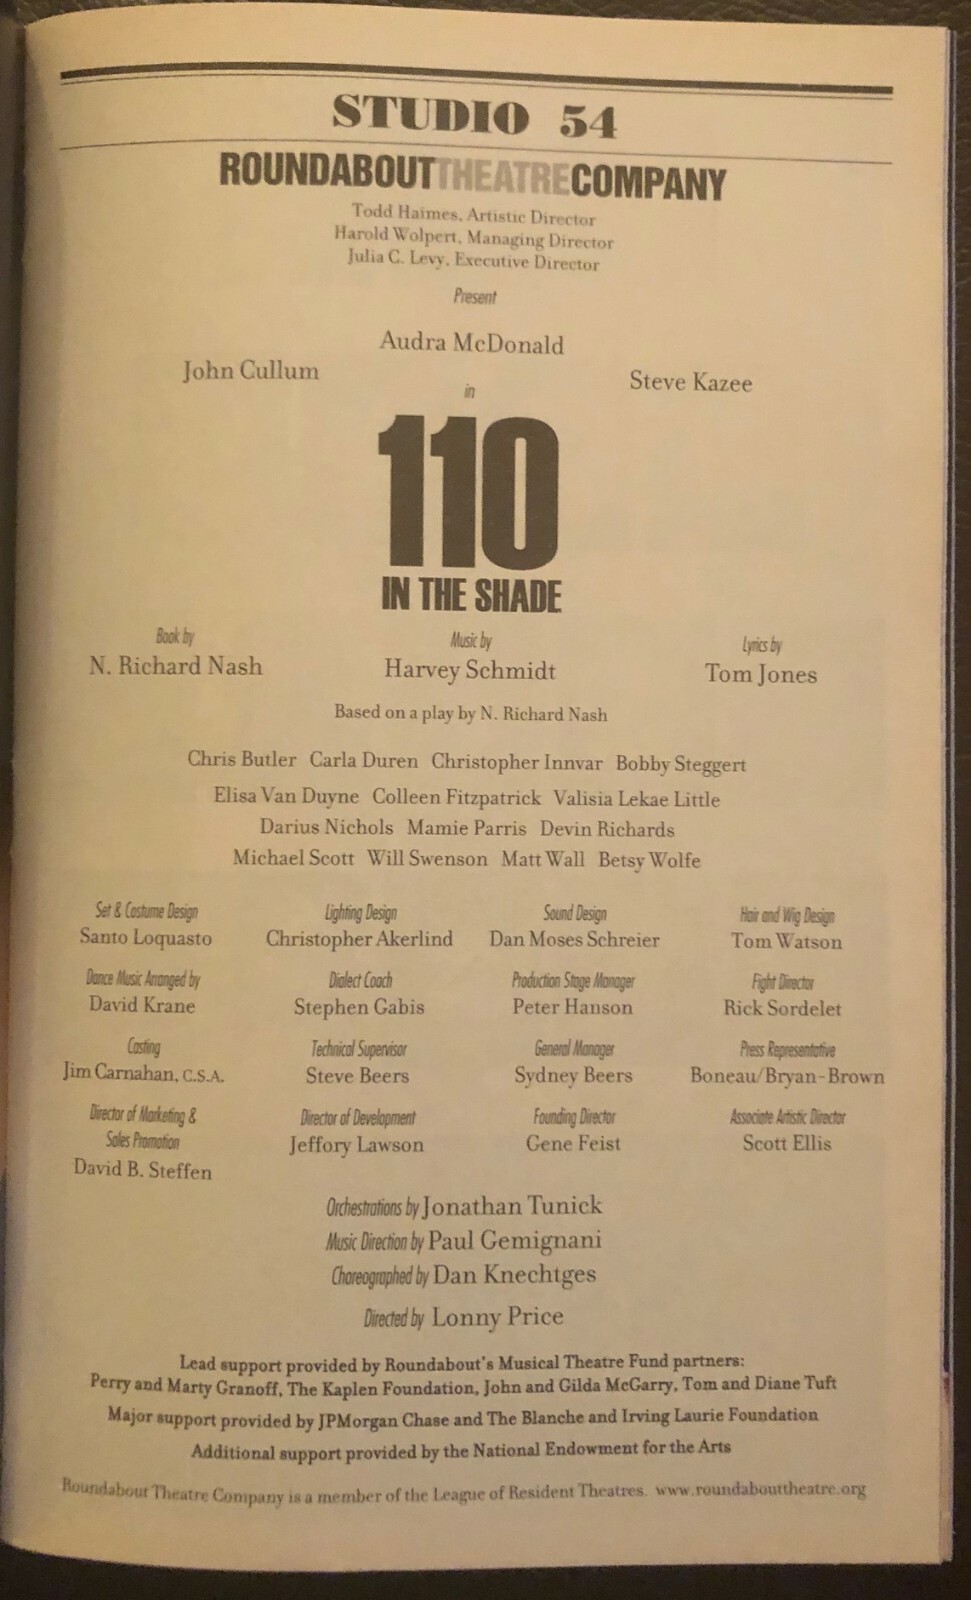 STUDIO 54
ROUNDABOUTTHEATRECOMPANY
Todd Haimes, Artistic Director
Harold Wolpert, Managing Director
Julia C. Levy, Executive Director
Present
Audra McDonald
John Cullum
Steve Kazee
in
110
IN THE SHADE
Book by
N. Richard Nash
Music by
Harvey Schmidt
Lyrics by
Tom Jones
Based on a play by N. Richard Nash
Chris Butler Carla Duren Christopher Innvar Bobby Steggert
Elisa Van Duyne Colleen Fitzpatrick Valisia Lekae Little
Darius Nichols Mamie Parris Devin Richards
Michael Scott Will Swenson Matt Wall Betsy Wolfe
Set & Costume Design
Santo Loquasto
Lighting Design
Christopher Akerlind
Sound Design
Dan Moses Schreier
Hair and Wig Design
Tom Watson
Dance Music Arranged by
David Krane
Dialect Coach
Stephen Gabis
Production Stage Manager
Peter Hanson
Fight Director
Rick Sordelet
Casting
Jim Carnahan, C.S.A.
Technical Supervisor
Steve Beers
General Manager
Sydney Beers
Press Representative
Boneau/Bryan-Brown
Director of Marketing &
Sales Promotion
David B. Steffen
Director of Development
Jeffory Lawson
Founding Director
Gene Feist
Associate Artistic Director
Scott Ellis
Orchestrations by Jonathan Tunick
Music Direction by Paul Gemignani
Choreographed by Dan Knechtges
Directed by Lonny Price
Lead support provided by Roundabout's Musical Theatre Fund partners:
Perry and Marty Granoff, The Kaplen Foundation, John and Gilda McGarry, Tom and Diane Tuft
Major support provided by JPMorgan Chase and The Blanche and Irving Laurie Foundation
Additional support provided by the National Endowment for the Arts
Roundabout Theatre Company is a member of the League of Resident Theatres. www.roundabouttheatre.org